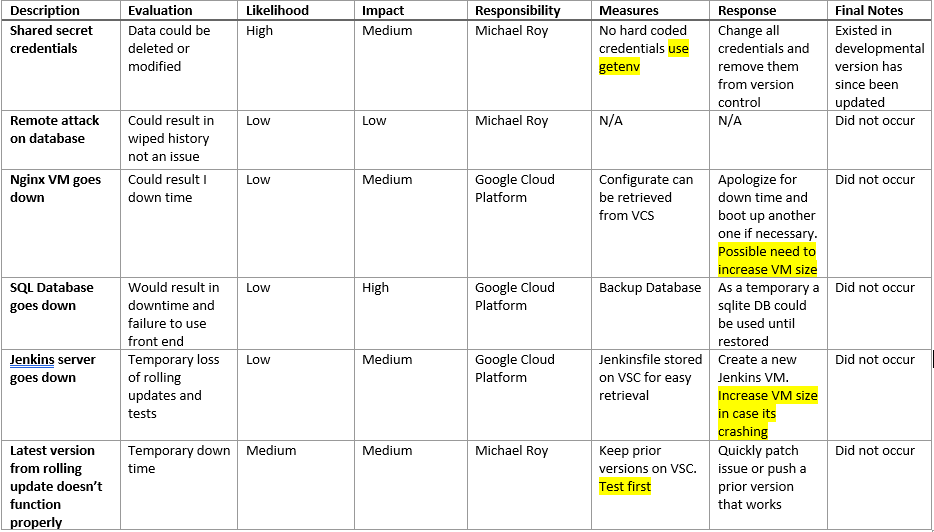 Description Evaluation Likelihood Impact Responsibility Measures Response Final Notes
Shared secret
credentials
Data could be
deleted or
modified
High
Medium
Michael Roy
No hard coded
credentials use
getenv
Change all
credentials and
remove them
from version
control
Existed in
developmental
version has
since been
updated
Remote attack
on database
Could result in
wiped history
not an issue
Low
Low
Michael Roy
N/A
N/A
Did not occur
Nginx VM goes
down
Could result I
down time
Low
Medium
Google Cloud
Platform
Configurate can
be retrieved
from VCS
Apologize for
down time and
boot up another
one if necessary.
Possible need to
increase VM size
Did not occur
SQL Database
goes down
Would result in
downtime and
failure to use
front end
Low
High
Google Cloud
Platform
Backup Database
As a temporary a
sqlite DB could
be used until
restored
Did not occur
Jenkins server
goes down
Temporary loss
of rolling
updates and
tests
Low
Medium
Google Cloud
Platform
Jenkinsfile stored
on VSC for easy
retrieval
Create a new
Jenkins VM.
Increase VM size
in case its
crashing
Did not occur
Latest version
from rolling
update doesn’t
function
properly
Temporary down
time
Medium
Medium
Michael Roy
Keep prior
versions on VSC.
Test first
Quickly patch
issue or push a
prior version
that works
Did not occur